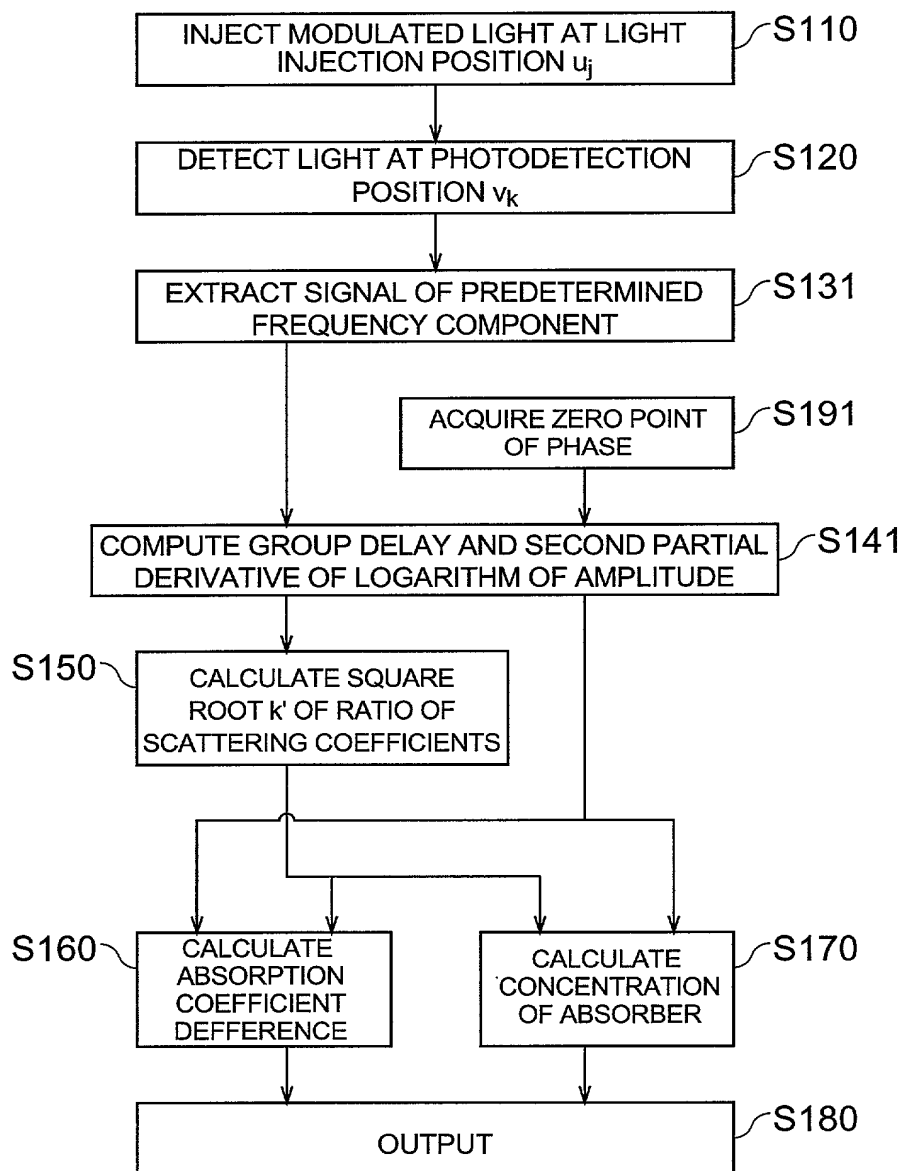 INJECT MODULATED LIGHT AT LIGHT
INJECTION POSITION uj
S110
DETECT LIGHT AT PHOTODETECTION
POSITION vk
S120
EXTRACT SIGNAL OF PREDETERMINED
FREQUENCY COMPONENT
S131
ACQUIRE ZERO POINT
OF PHASE
S191
COMPUTE GROUP DELAY AND SECOND PARTIAL
DERIVATIVE OF LOGARITHM OF AMPLITUDE
S141
S150
CALCULATE SQUARE
ROOT k' OF RATIO OF
SCATTERING COEFFICIENTS
S160
CALCULATE
ABSORPTION
COEFFICIENT
DEFFERENCE
CALCULATE
CONCENTRATION
OF ABSORBER
S170
OUTPUT
S180